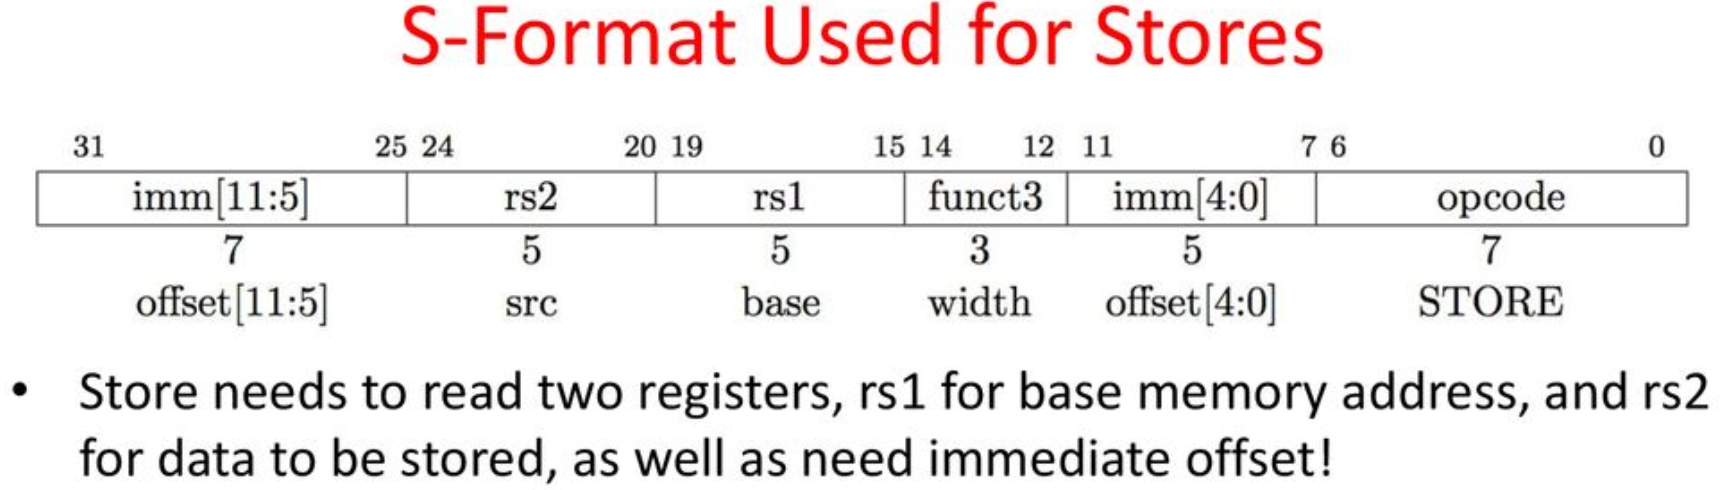 S-Format Used for Stores
31 25 24 20 19 15 14 12 11 7 6 0
imm[11:5] rs2 rs1 funct3 imm[4:0] opcode
7 5 5 3 5 7
offset[11:5] src base width offset[4:0] STORE
• Store needs to read two registers, rs1 for base memory address, and rs2
for data to be stored, as well as need immediate offset!